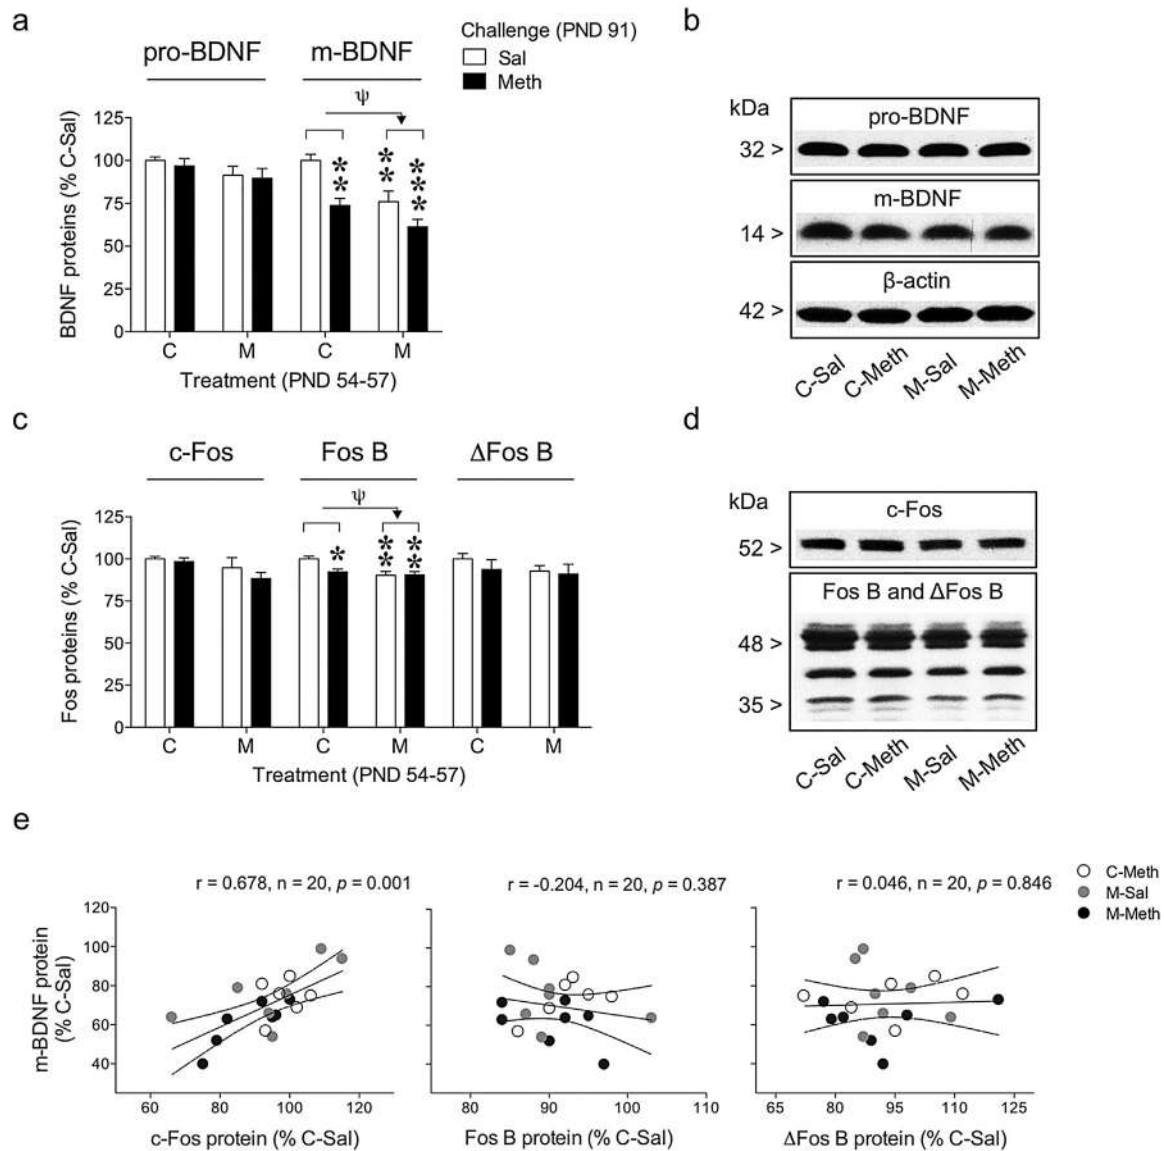 a
pro-BDNF
m-BDNF
Challenge (PND 91)
Sal
Meth
ψ
BDNF proteins (% C-Sal)
125
100
75
50
25
0
**
**
***
C
M
C
M
Treatment (PND 54-57)
b
kDa
pro-BDNF
32 >
m-BDNF
14 >
β-actin
42 >
C-Sal
C-Meth
M-Sal
M-Meth
c
c-Fos
Fos B
ΔFos B
ψ
Fos proteins (% C-Sal)
125
100
75
50
25
0
*
**
**
C
M
C
M
C
M
Treatment (PND 54-57)
d
kDa
c-Fos
52 >
Fos B and ΔFos B
48 >
35 >
C-Sal
C-Meth
M-Sal
M-Meth
e
r = 0.678, n = 20, p = 0.001
r = -0.204, n = 20, p = 0.387
r = 0.046, n = 20, p = 0.846
C-Meth
M-Sal
M-Meth
m-BDNF protein
(% C-Sal)
120
100
80
60
40
60
80
100
120
c-Fos protein (% C-Sal)
80
90
100
110
Fos B protein (% C-Sal)
65
80
95
110
125
ΔFos B protein (% C-Sal)